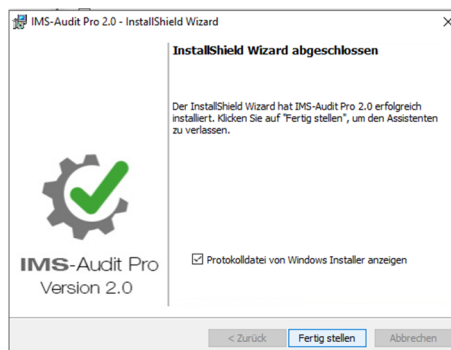 IMS-Audit Pro 2.0 - InstallShield Wizard
InstallShield Wizard abgeschlossen
Der InstallShield Wizard hat IMS-Audit Pro 2.0 erfolgreich
installiert. Klicken Sie auf "Fertig stellen", um den Assistenten
zu verlassen.
IMS-Audit Pro
Version 2.0
Protokolldatei von Windows Installer anzeigen
< Zurück
Fertig stellen
Abbrechen